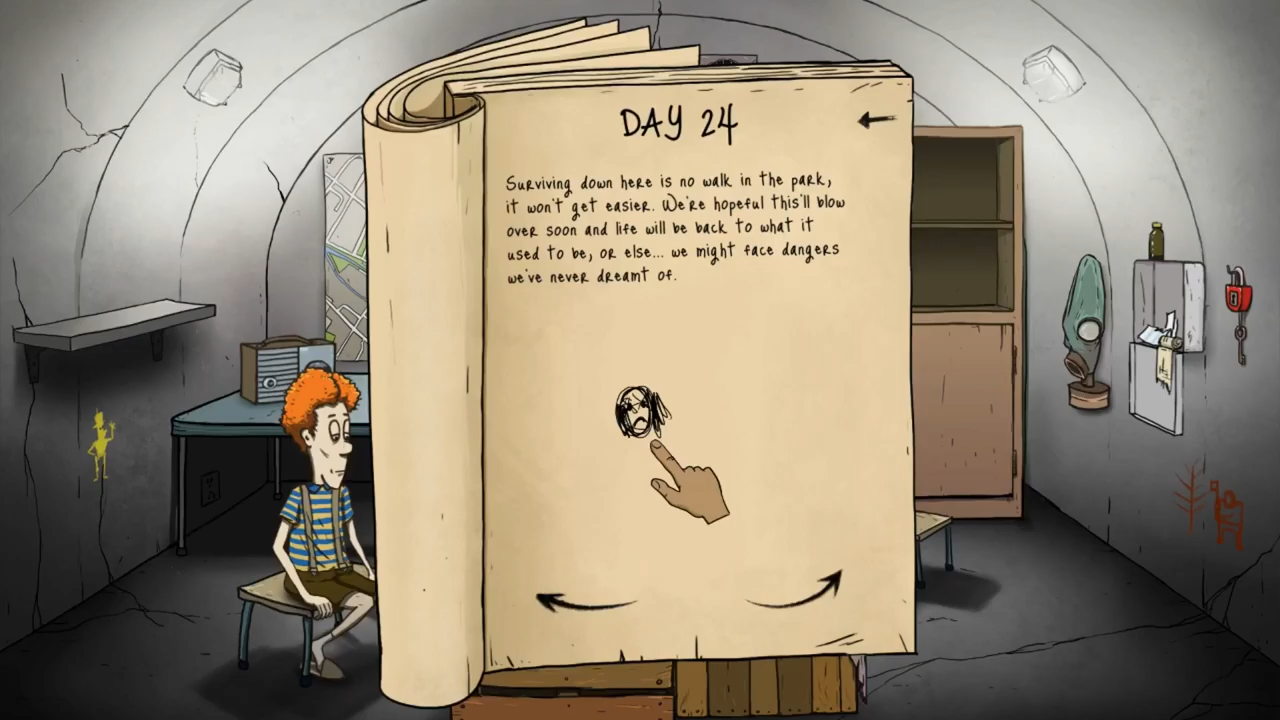 DAY 24
Surviving down here is no walk in the park,
it won't get easier. We're hopeful this'll blow
over soon and life will be back to what it
used to be, or else... we might face dangers
we've never dreamt of.